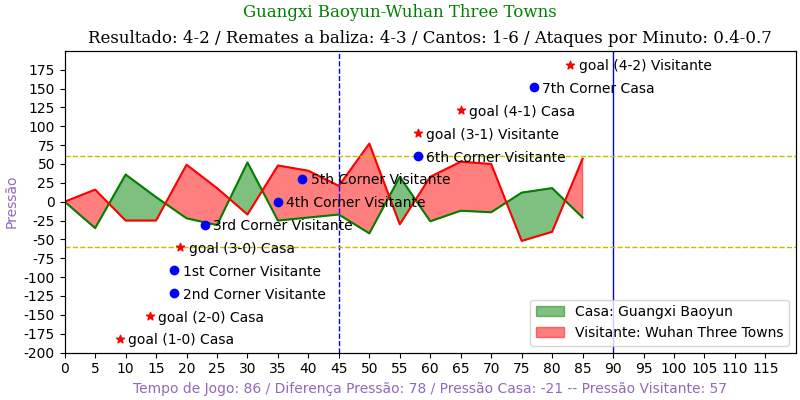 Guangxi Baoyun-Wuhan Three Towns
Resultado: 4-2 / Remates a baliza: 4-3 / Cantos: 1-6 / Ataques por Minuto: 0.4-0.7
175
150
125
100
75
50
25
0
-25
-50
-75
-100
-125
-150
-175
-200
Pressão
goal (4-2) Visitante
7th Corner Casa
goal (4-1) Casa
goal (3-1) Visitante
6th Corner Visitante
5th Corner Visitante
4th Corner Visitante
3rd Corner Visitante
goal (3-0) Casa
1st Corner Visitante
2nd Corner Visitante
goal (2-0) Casa
goal (1-0) Casa
Casa: Guangxi Baoyun
Visitante: Wuhan Three Towns
0 5 10 15 20 25 30 35 40 45 50 55 60 65 70 75 80 85 90 95 100 105 110 115
Tempo de Jogo: 86 / Diferença Pressão: 78 / Pressão Casa: -21 -- Pressão Visitante: 57